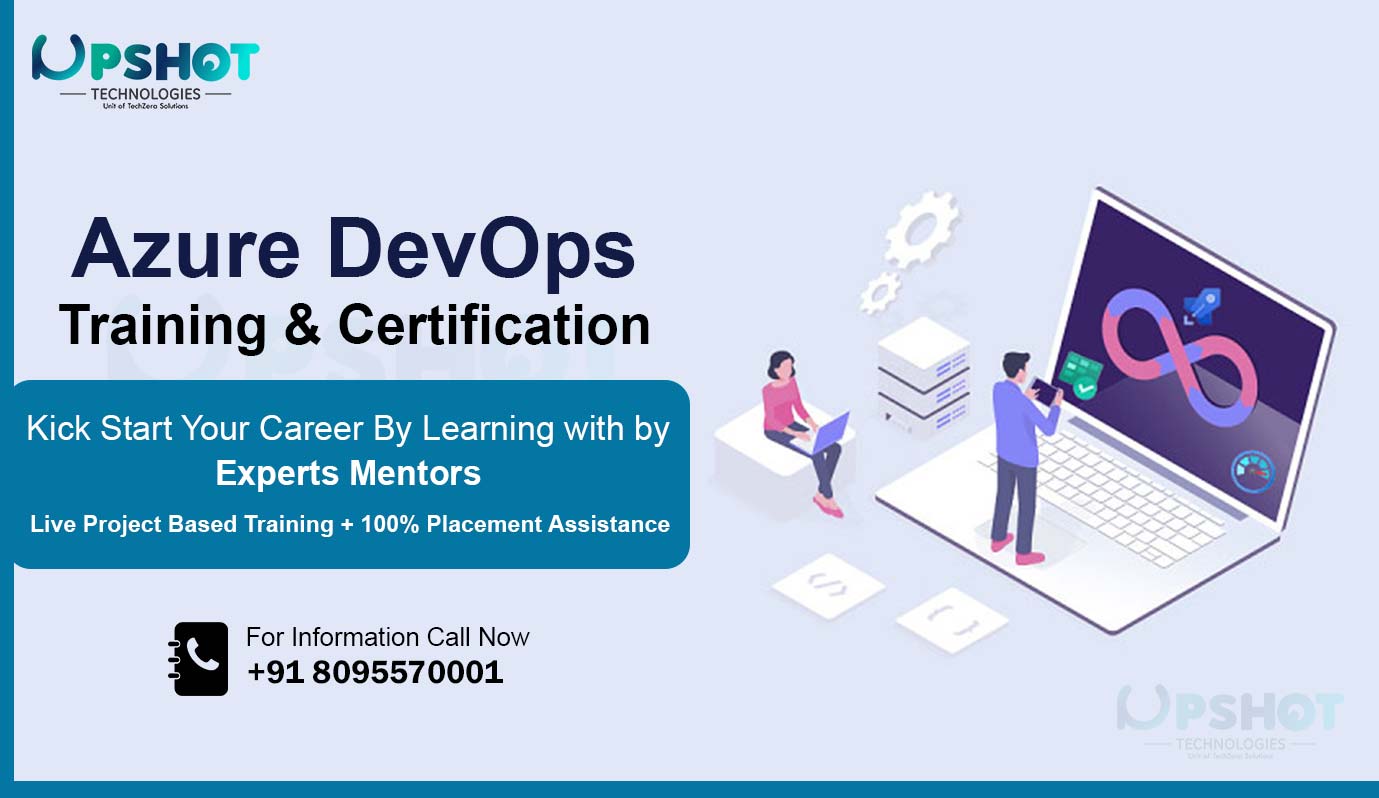 UPSHOT
TECHNOLOGIES
Unit of TechZero Solutions
Azure DevOps
Training & Certification
Kick Start Your Career By Learning with by
Experts Mentors
Live Project Based Training + 100% Placement Assistance
For Information Call Now
+91 8095570001
UPSHOT
TECHNOLOGIES
Unit of TechZero Solutions